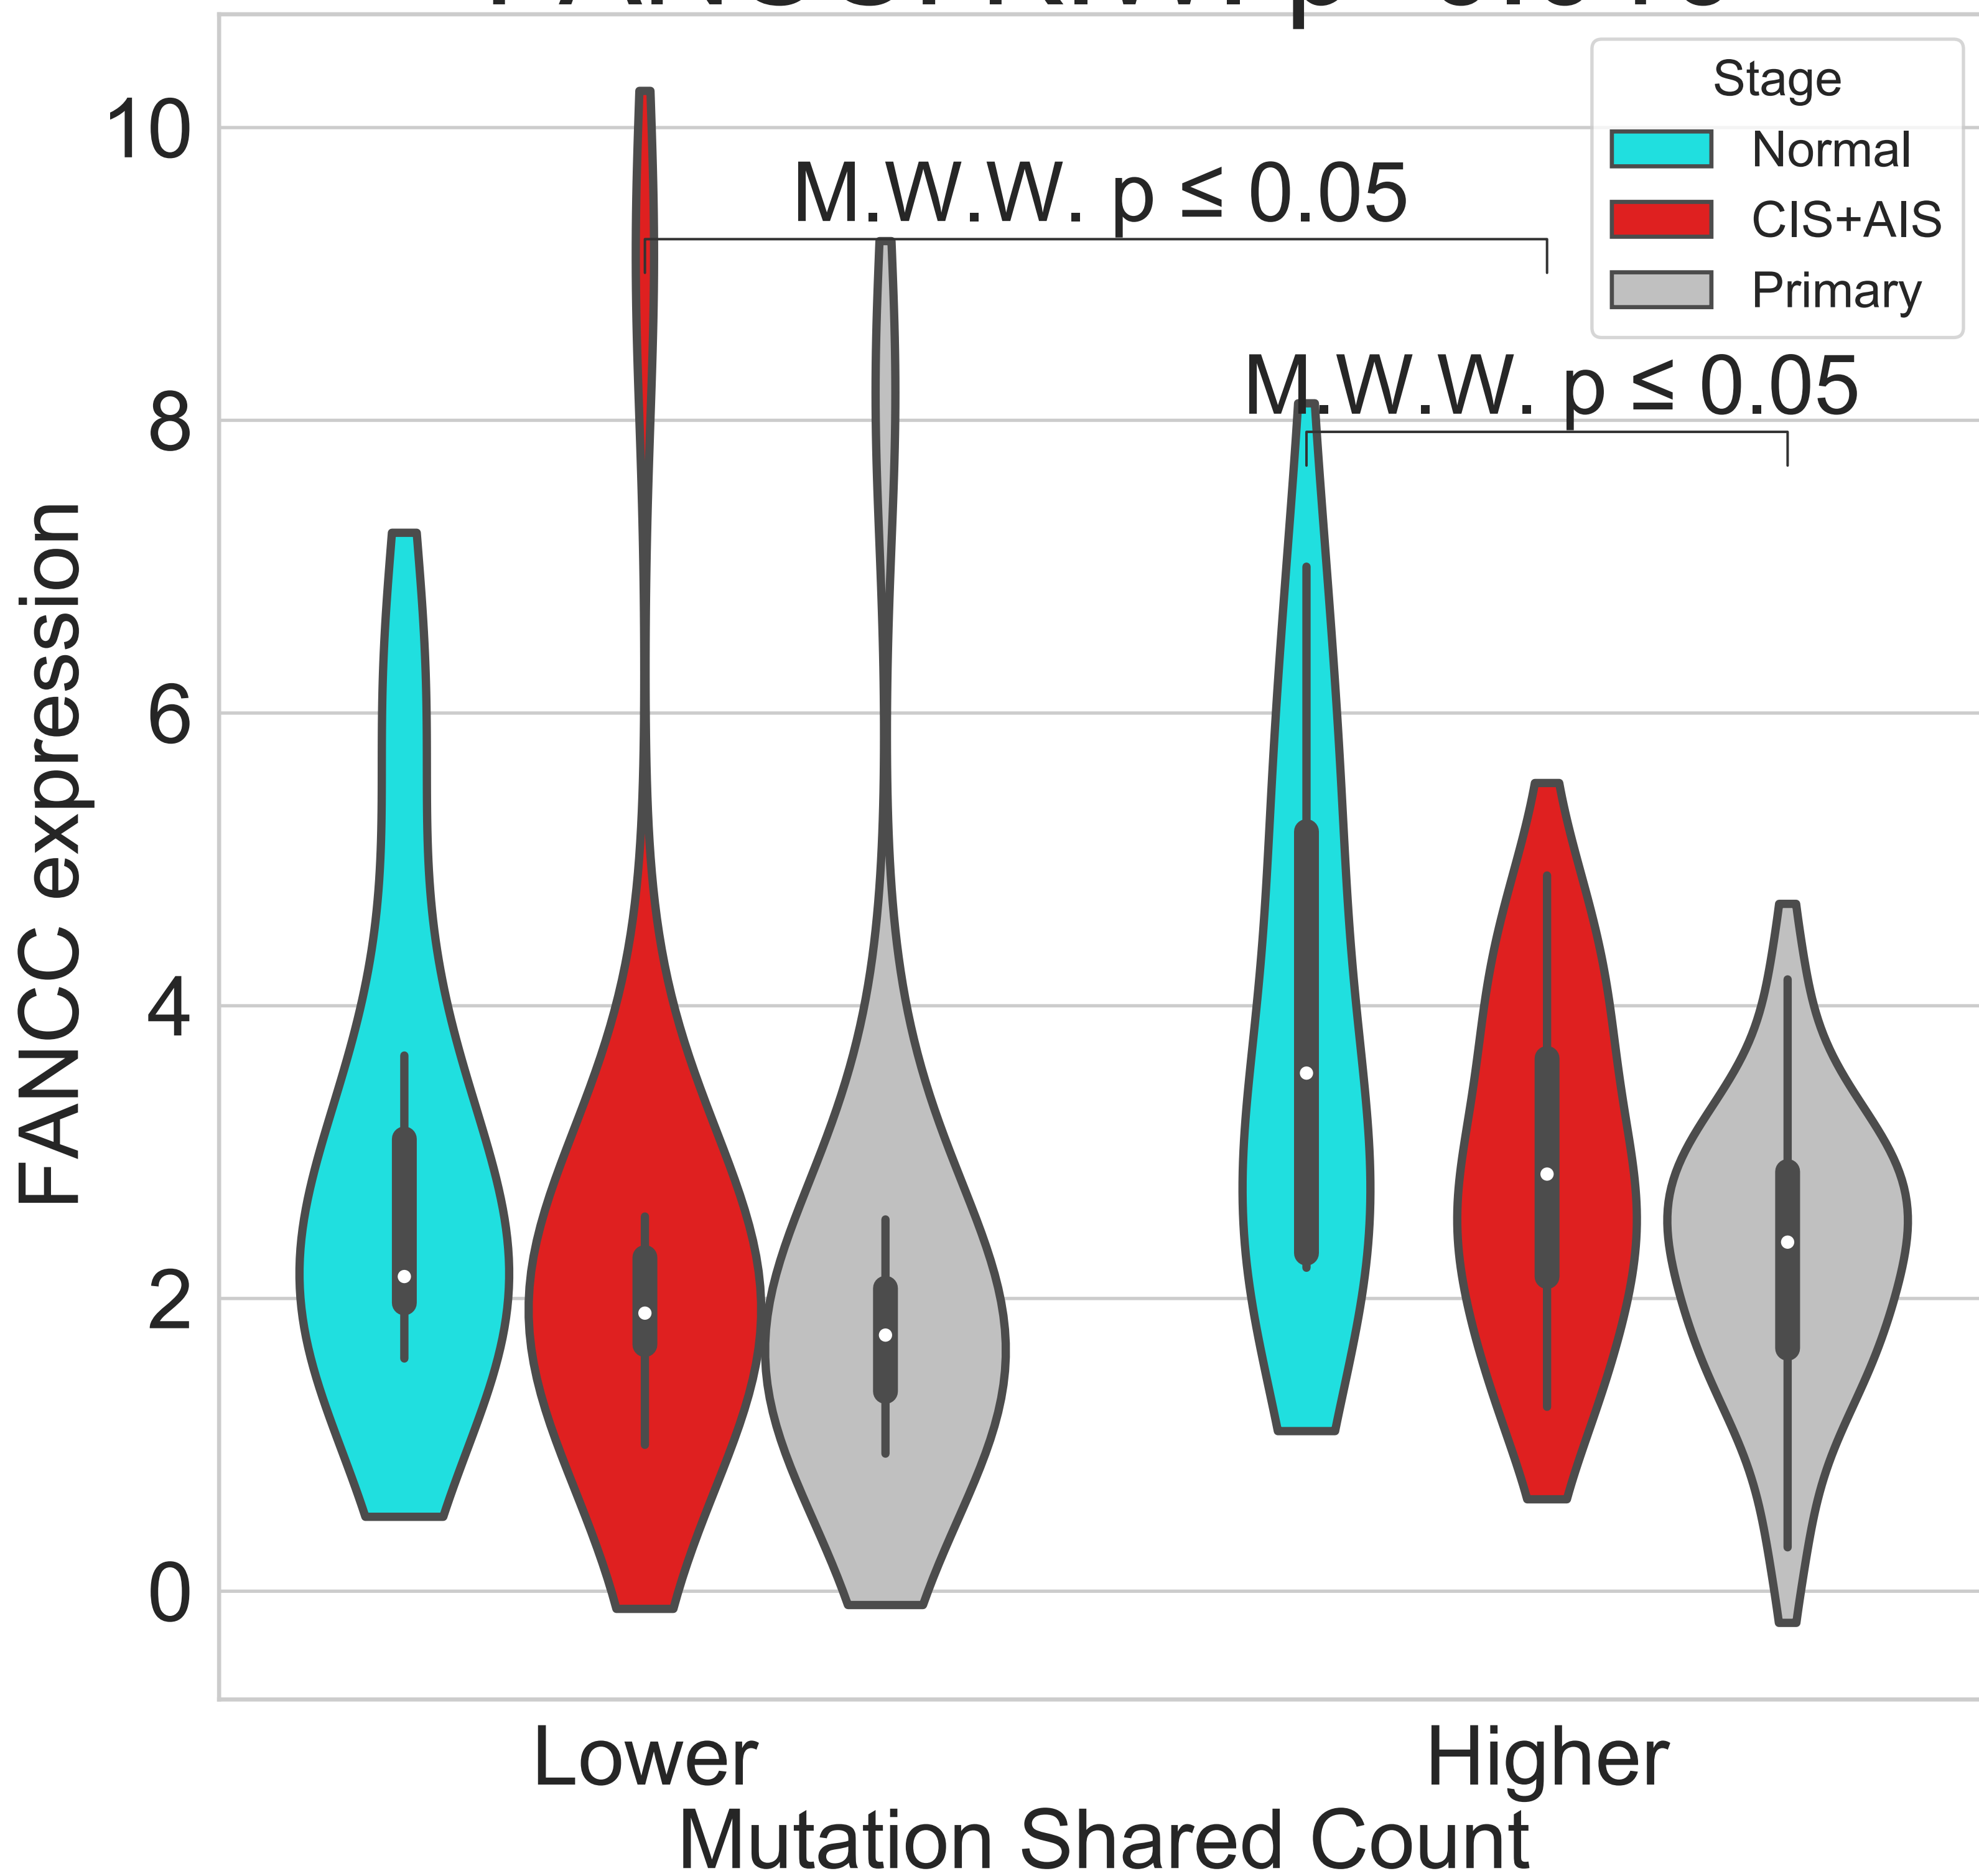 10
8
6
4
2
0
FANCC expression
M.W.W. p ≤ 0.05
M.W.W. p ≤ 0.05
Stage
Normal
CIS+AIS
Primary
Lower
Higher
Mutation Shared Count